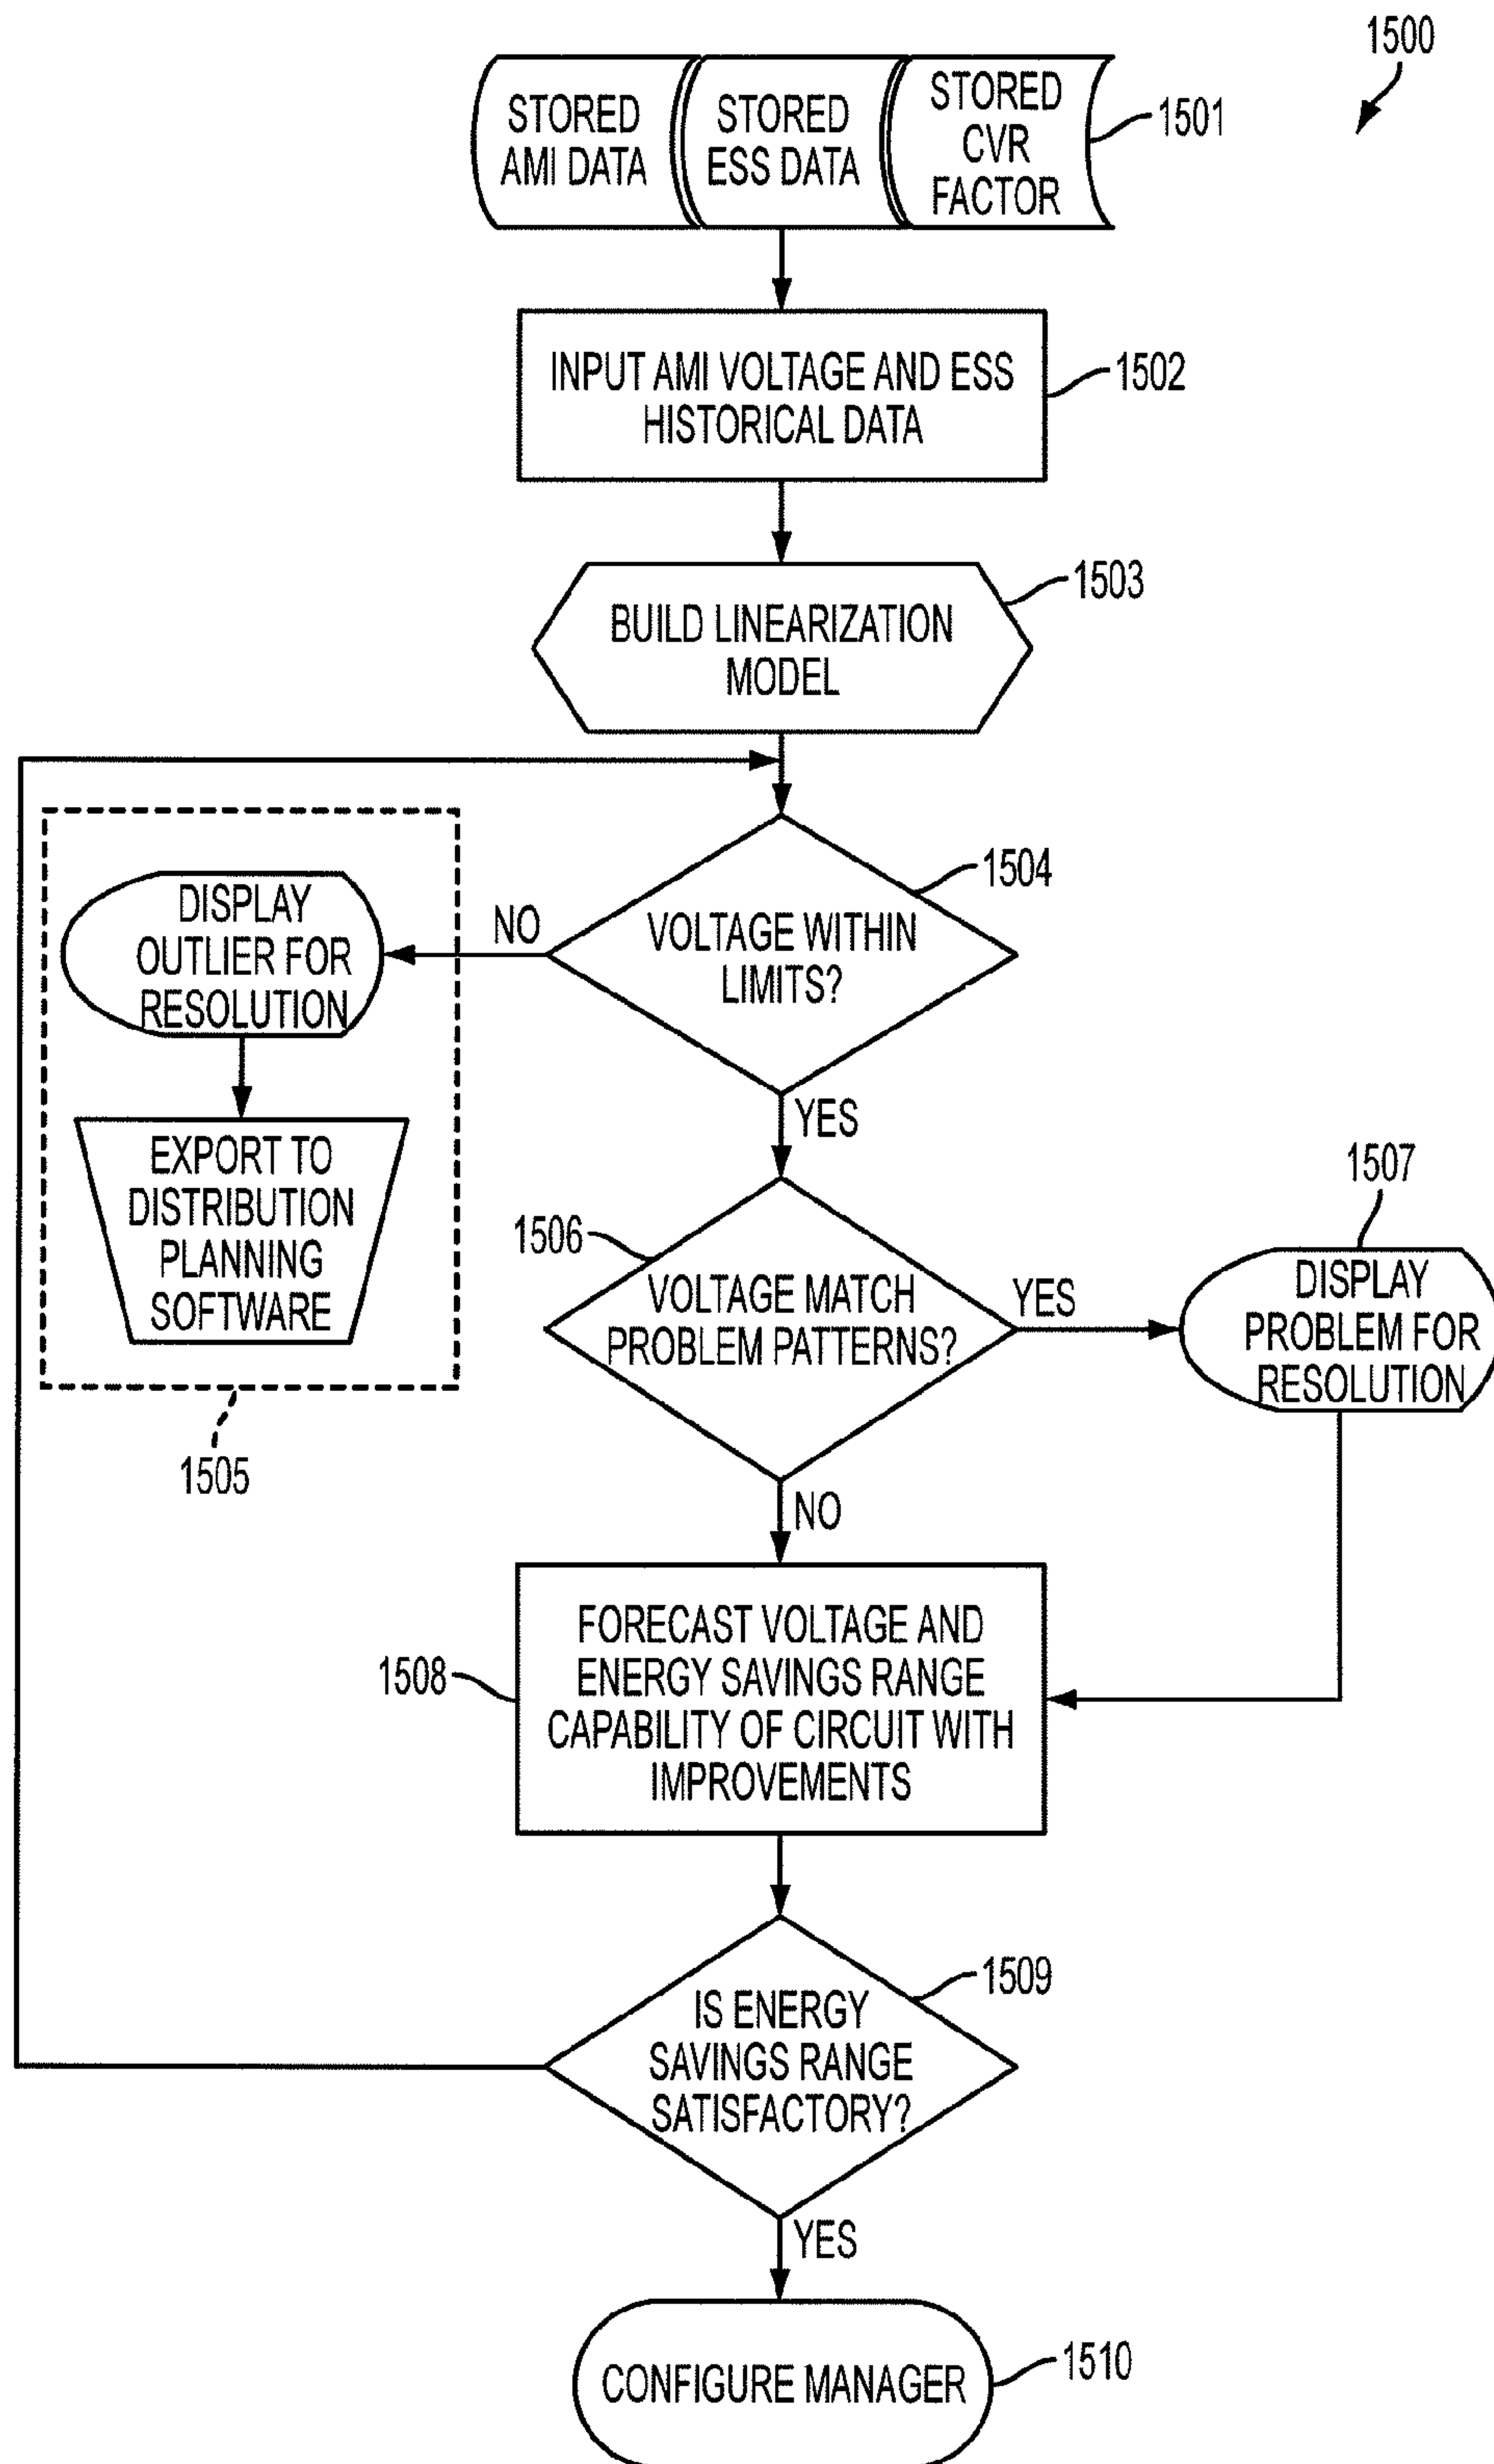 1500
STORED
AMI DATA
STORED
ESS DATA
STORED
CVR
FACTOR
1501
INPUT AMI VOLTAGE AND ESS
HISTORICAL DATA
1502
BUILD LINEARIZATION
MODEL
1503
VOLTAGE WITHIN
LIMITS?
1504
NO
DISPLAY
OUTLIER FOR
RESOLUTION
EXPORT TO
DISTRIBUTION
PLANNING
SOFTWARE
1505
YES
1506
VOLTAGE MATCH
PROBLEM PATTERNS?
YES
1507
DISPLAY
PROBLEM FOR
RESOLUTION
NO
1508
FORECAST VOLTAGE AND
ENERGY SAVINGS RANGE
CAPABILITY OF CIRCUIT WITH
IMPROVEMENTS
1509
IS ENERGY
SAVINGS RANGE
SATISFACTORY?
YES
CONFIGURE MANAGER
1510